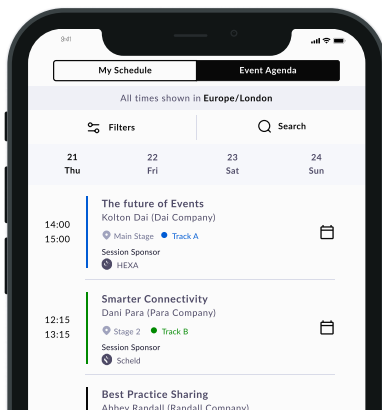 9:41
My Schedule Event Agenda
All times shown in Europe/London
Filters Search
21 22 23 24
Thu Fri Sat Sun
The future of Events
Kolton Dai (Dai Company)
14:00
15:00
Main Stage Track A
Session Sponsor
HEXA
Smarter Connectivity
Dani Para (Para Company)
12:15
13:15
Stage 2 Track B
Session Sponsor
Scheld
Best Practice Sharing
Abbey Randall (Randall Company)